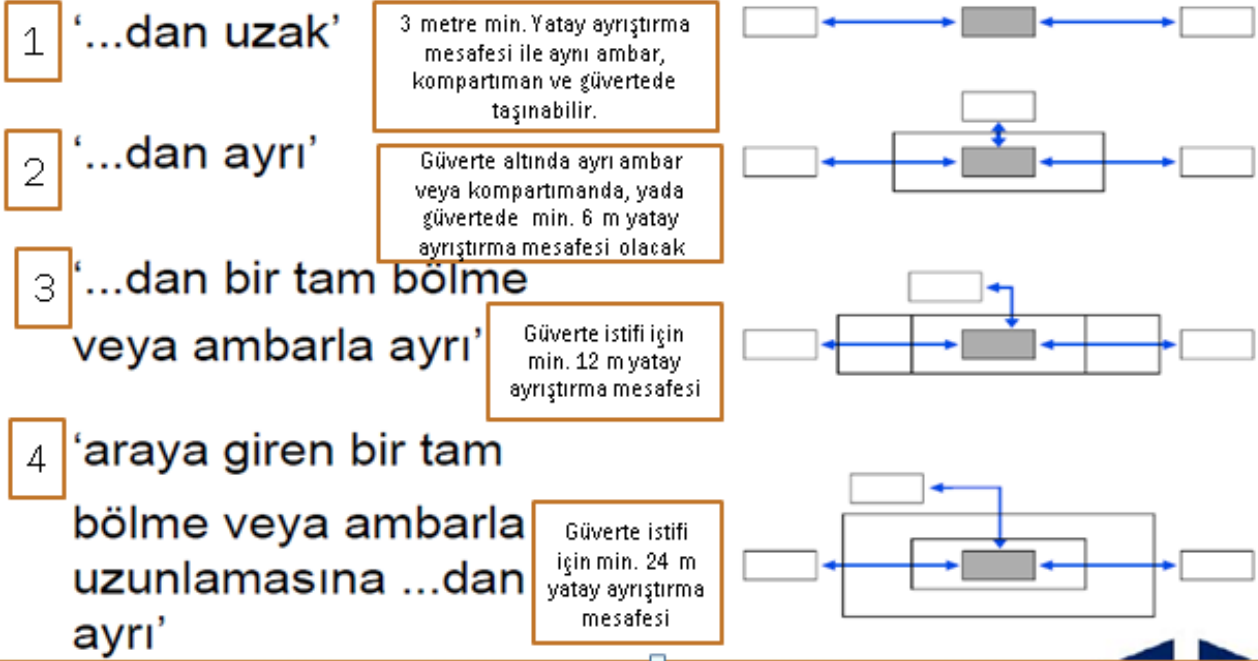 1
‘...dan uzak’
3 metre min. Yatay ayrıştırma
mesafesi ile aynı ambar,
kompartıman ve güvertede
taşınabilir.
2
‘...dan ayrı’
Güverte altında ayrı ambar
veya kompartımanda, yada
güvertede min. 6 m yatay
ayrıştırma mesafesi olacak
3
‘...dan bir tam bölme
veya ambarla ayrı’
Güverte istifi için
min. 12 m yatay
ayrıştırma mesafesi
4
‘araya giren bir tam
bölme veya ambarla
uzunlamasına ...dan
ayrı’
Güverte istifi
için min. 24 m
yatay ayrıştırma
mesafesi